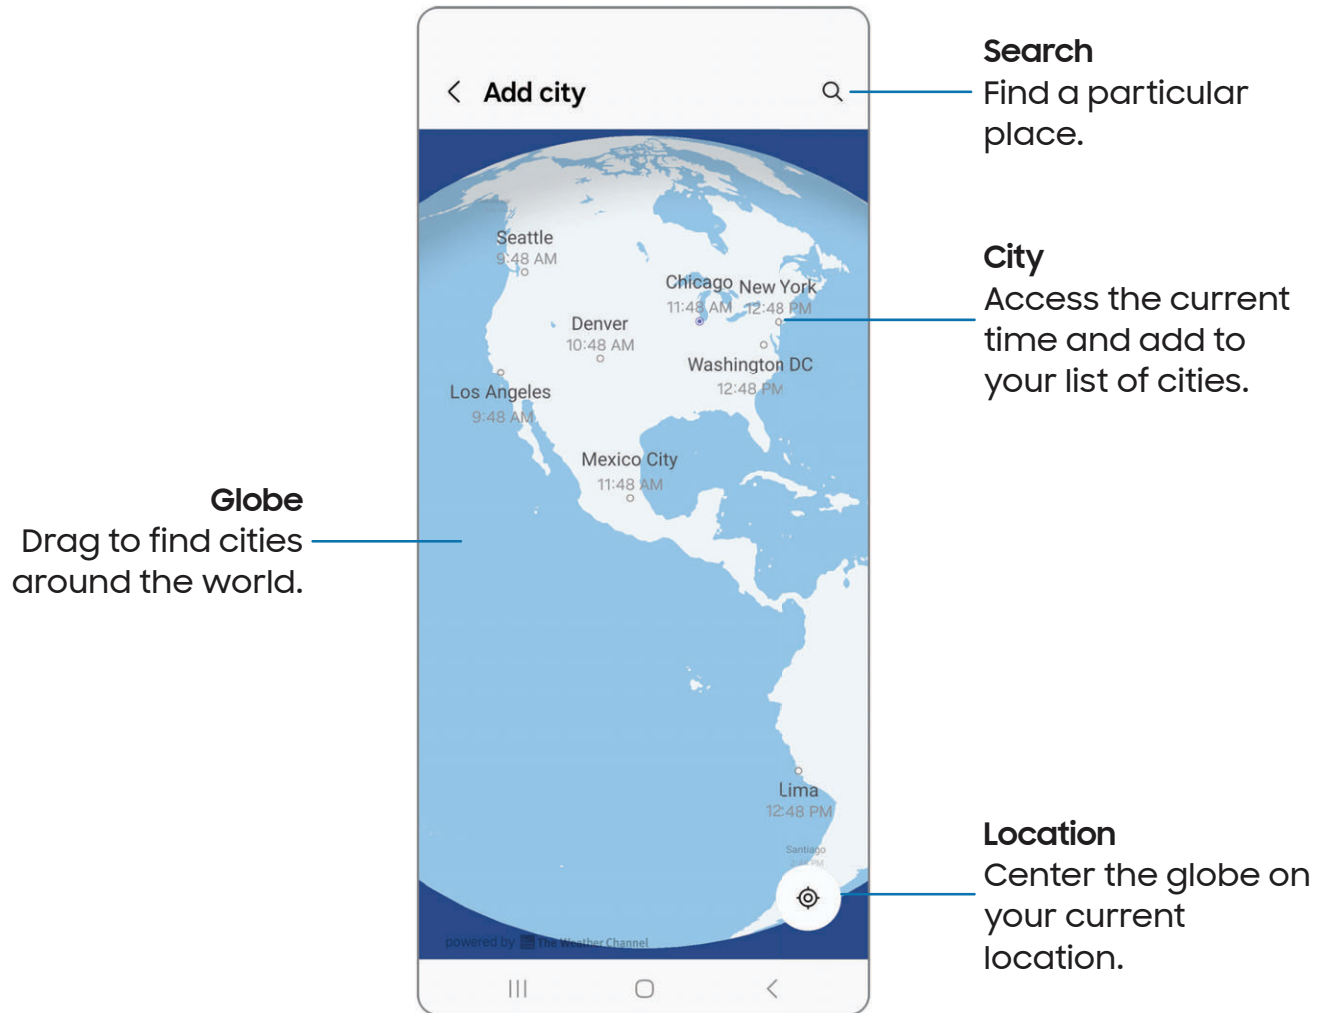 Add city
Search
Find a particular
place.
Seattle
9:48 AM
Chicago
11:48 AM
New York
12:48 PM
City
Access the current
time and add to
your list of cities.
Denver
10:48 AM
Washington DC
12:48 PM
Los Angeles
9:48 AM
Mexico City
11:48 AM
Globe
Drag to find cities
around the world.
Lima
12:48 PM
Santiago
PM
Location
Center the globe on
your current
location.
powered by The Weather Channel